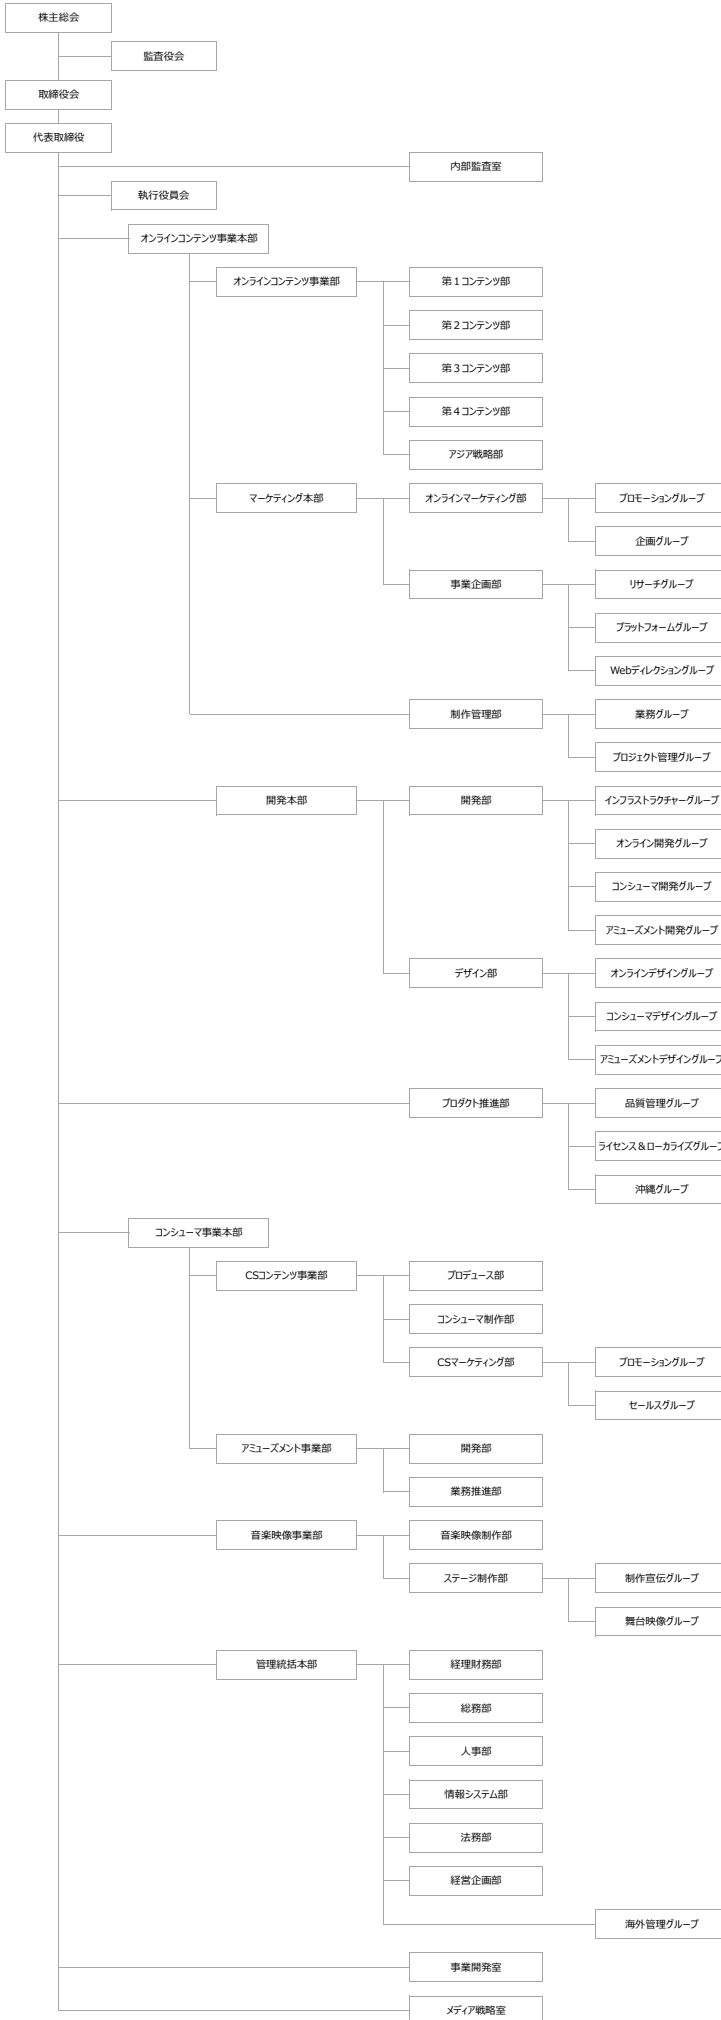 株主総会
監査役会
取締役会
代表取締役
内部監査室
執行役員会
オンラインコンテンツ事業本部
オンラインコンテンツ事業部
第1コンテンツ部
第2コンテンツ部
第3コンテンツ部
第4コンテンツ部
アジア戦略部
マーケティング本部
オンラインマーケティング部
プロモーショングループ
企画グループ
事業企画部
リサーチグループ
プラットフォームグループ
Webディレクショングループ
制作管理部
業務グループ
プロジェクト管理グループ
開発本部
開発部
インフラストラクチャーグループ
オンライン開発グループ
コンシューマ開発グループ
アミューズメント開発グループ
デザイン部
オンラインデザイングループ
コンシューマデザイングループ
アミューズメントデザイングループ
プロダクト推進部
品質管理グループ
ライセンス&ローカライズグループ
沖縄グループ
コンシューマ事業本部
CSコンテンツ事業部
プロデュース部
コンシューマ制作部
CSマーケティング部
プロモーショングループ
セールスグループ
アミューズメント事業部
開発部
業務推進部
音楽映像事業部
音楽映像制作部
ステージ制作部
制作宣伝グループ
舞台映像グループ
管理統括本部
経理財務部
総務部
人事部
情報システム部
法務部
経営企画部
海外管理グループ
事業開発室
メディア戦略室